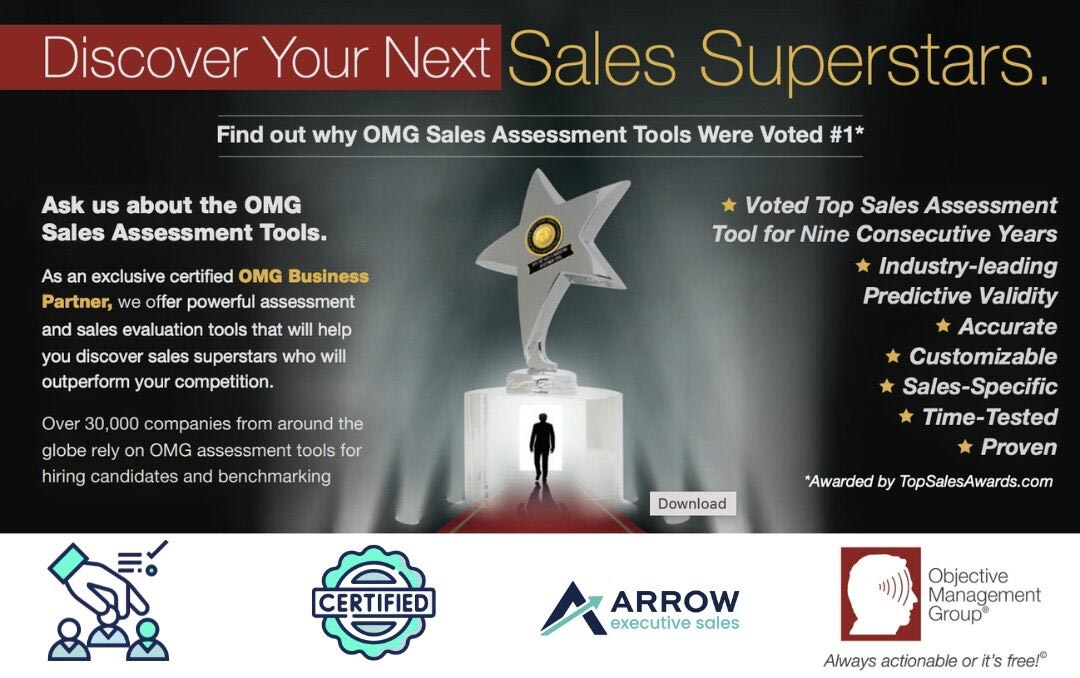 Discover Your Next Sales Superstars.
Find out why OMG Sales Assessment Tools Were Voted #1*
Ask us about the OMG
Sales Assessment Tools.
As an exclusive certified OMG Business
Partner, we offer powerful assessment
and sales evaluation tools that will help
you discover sales superstars who will
outperform your competition.
Over 30,000 companies from around the
globe rely on OMG assessment tools for
hiring candidates and benchmarking
Voted Top Sales Assessment
Tool for Nine Consecutive Years
Industry-leading
Predictive Validity
Accurate
Customizable
Sales-Specific
Time-Tested
Proven
*Awarded by TopSalesAwards.com
Download
CERTIFIED
ARROW
executive sales
Objective
Management
Group®
Always actionable or it's free!©